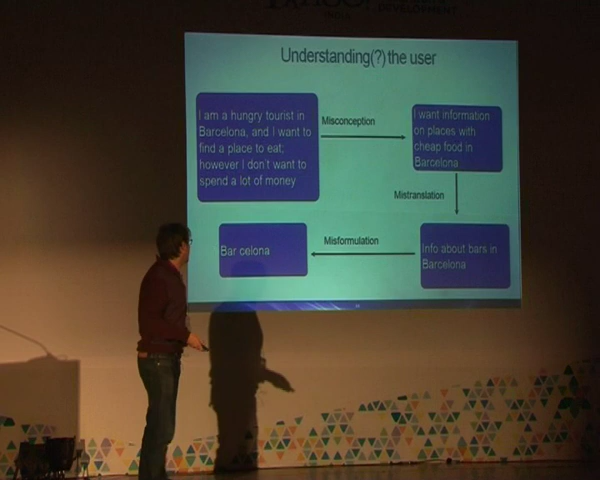 DEVELOPMENT
Understanding(?) the user
I am a hungry tourist in
Barcelona, and I want to
find a place to eat;
however I don't want to
spend a lot of money
Misconception
I want information
on places with
cheap food in
Barcelona
Mistranslation
Info about bars in
Barcelona
Misformulation
Bar celona